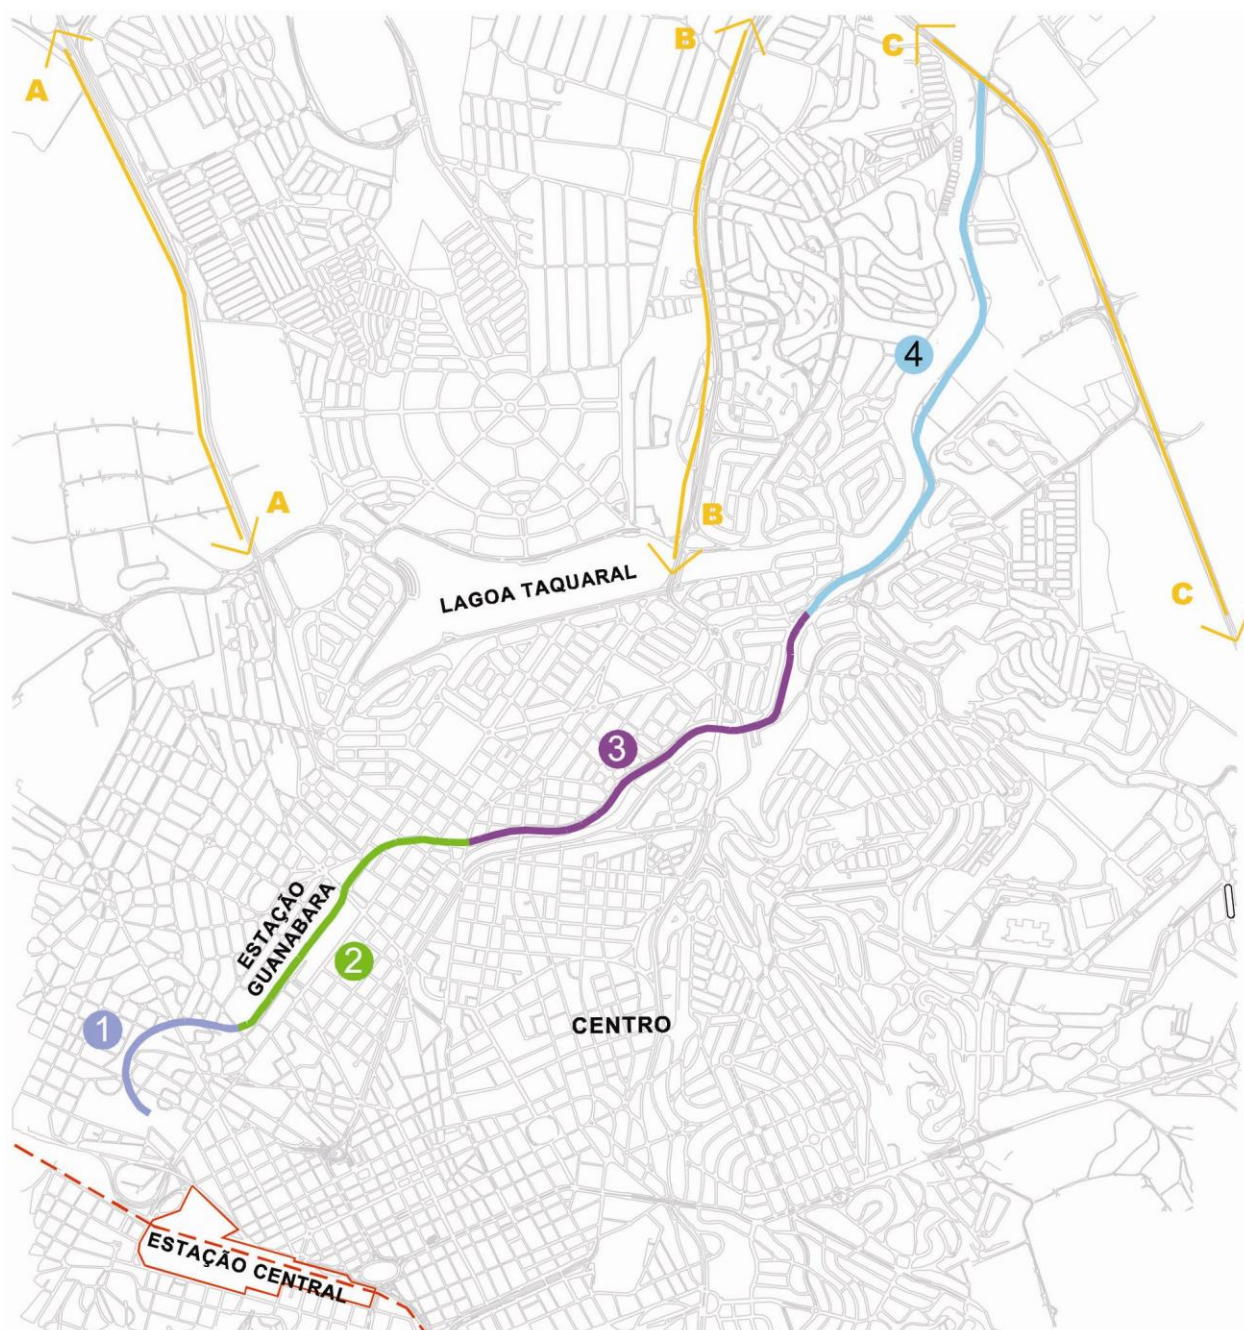 B
C
A
4
A
B
LAGOA TAQUARAL
C
3
ESTAÇÃO
GUANABARA
2
1
CENTRO
ESTAÇÃO CENTRAL